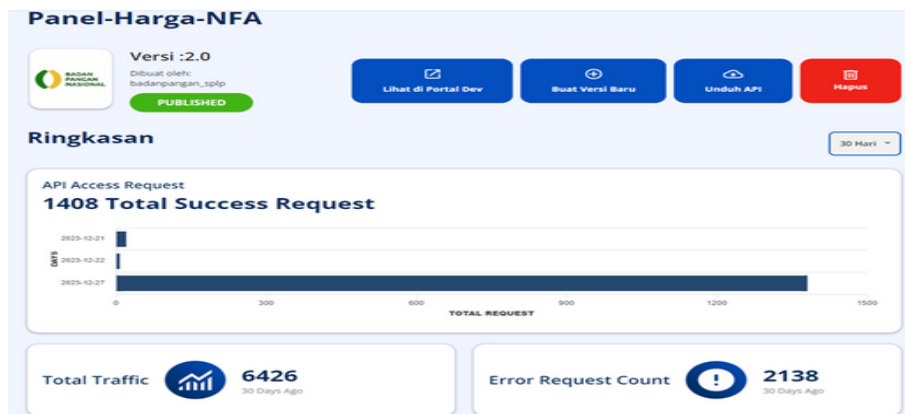 Panel-Harga-NFA
BADAN
PANGAN
NASIONAL
Versi :2.0
Dibuat oleh:
badanpangan_splp
PUBLISHED
Lihat di Portal Dev
Buat Versi Baru
Unduh API
Hapus
Ringkasan
30 Hari
API Access Request
1408 Total Success Request
DAYS
2023-12-21
2023-12-22
2023-12-27
0 300 600 900 1200 1500
TOTAL REQUEST
Total Traffic
6426
30 Days Ago
Error Request Count
2138
30 Days Ago